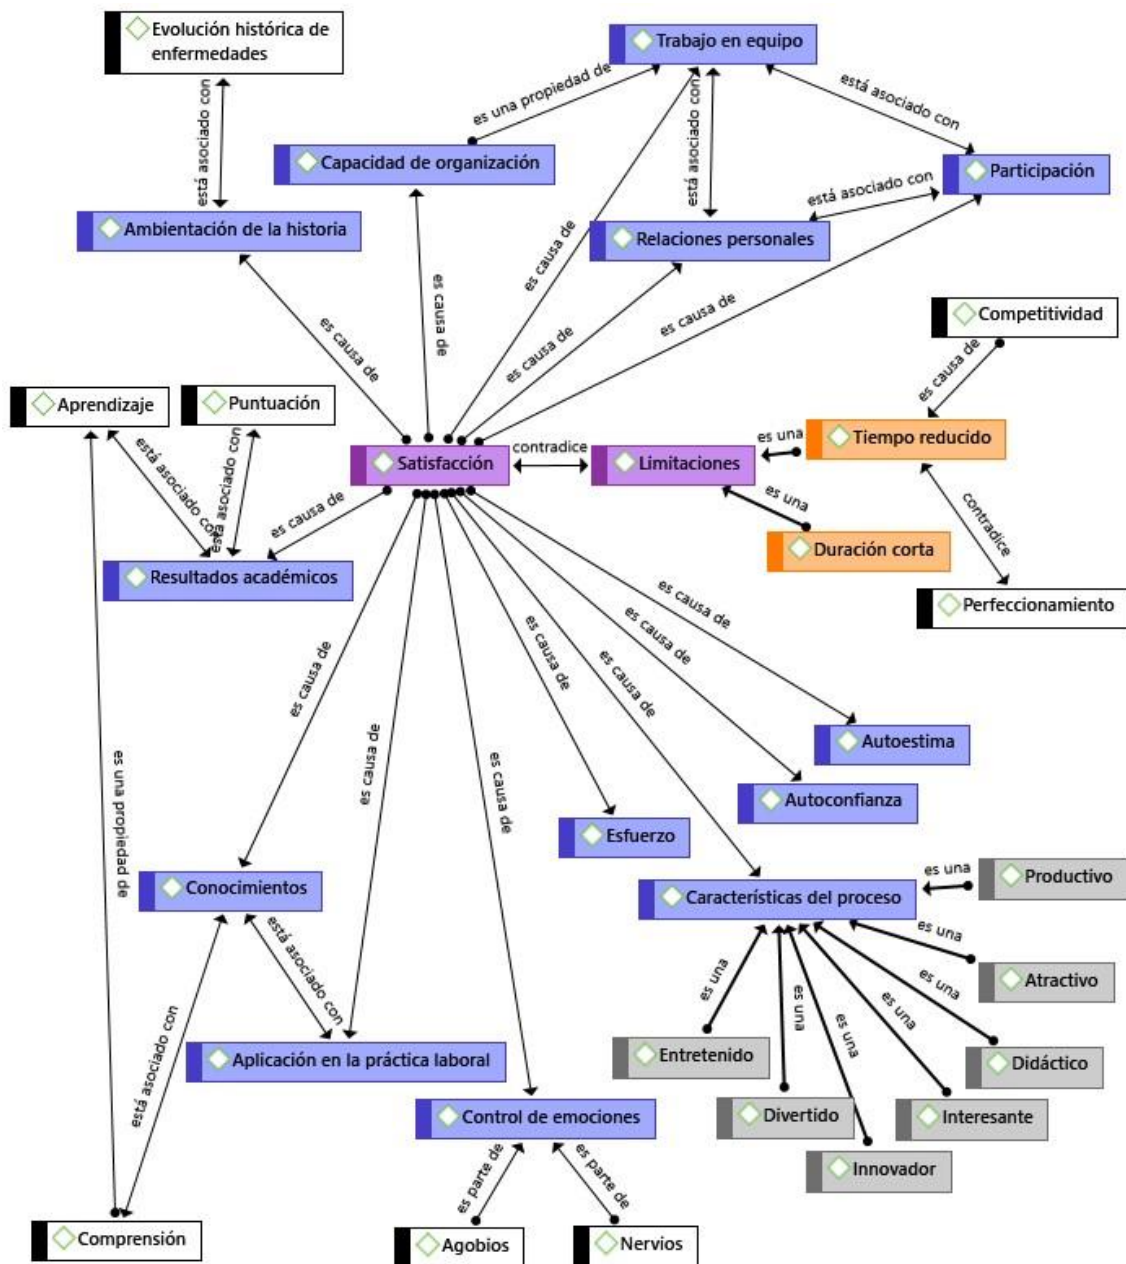 Evolución histórica de
enfermedades
Trabajo en equipo
es una propiedad de
está asociado con
está asociado con
está asociado con
Capacidad de organización
Participación
está asociado con
Ambientación de la historia
Relaciones personales
es causa de
es causa de
es causa de
es causa de
es causa de
Competitividad
es causa de
Aprendizaje
Puntuación
está asociado con
está asociado con
Tiempo reducido
es una
contradice
Satisfacción
Limitaciones
es causa de
es una
contradice
Duración corta
Resultados académicos
Perfeccionamiento
es causa de
es causa de
es causa de
es causa de
es causa de
es causa de
es causa de
Autoestima
Autoconfianza
es una propiedad de
Esfuerzo
Conocimientos
Características del proceso
es una
Productivo
está asociado con
es una
Atractivo
es una
es una
es una
es una
es una
Aplicación en la práctica laboral
Entretenido
Didáctico
está asociado con
Control de emociones
Divertido
Interesante
Innovador
es parte de
es parte de
Comprensión
Agobios
Nervios